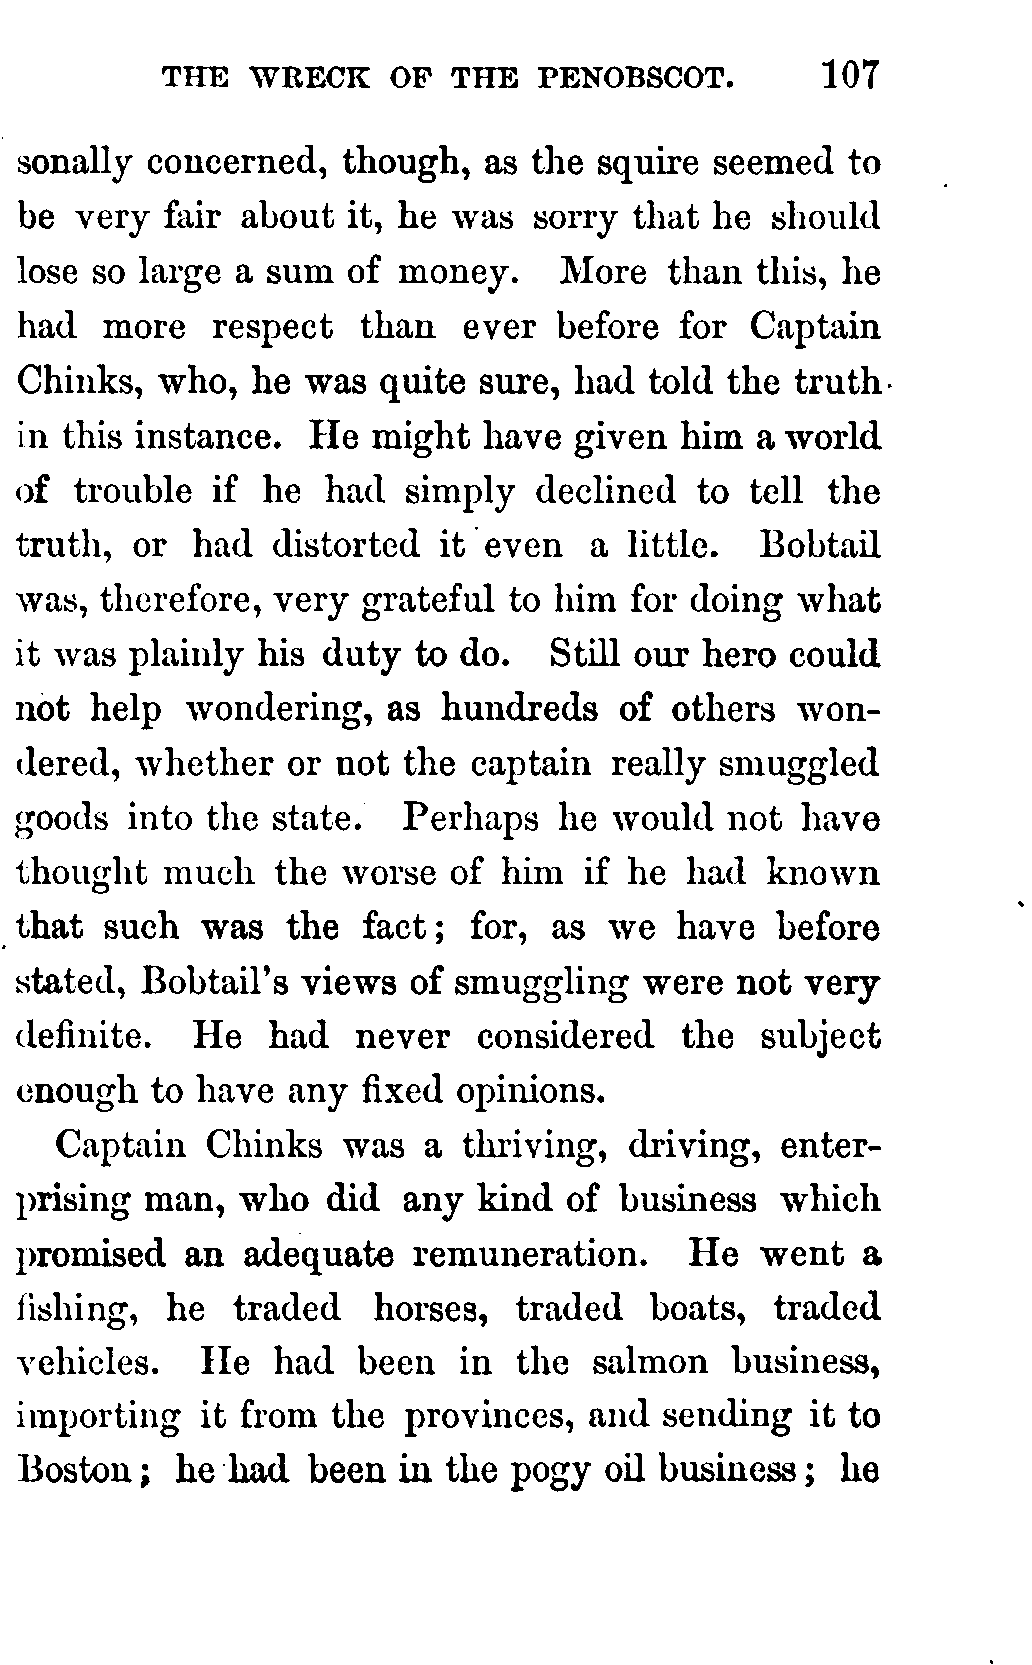 THE WRECK OF THE PENOBSCOT. 107
sonally concerned, though, as the squire seemed to
be very fair about it, he was sorry that he should
lose so large a sum of money. More than this, he
had more respect than ever before for Captain
Chinks, who, he was quite sure, had told the truth
in this instance. He might have given him a world
of trouble if he had simply declined to tell the
truth, or had distorted it even a little. Bobtail
was, therefore, very grateful to him for doing what
it was plainly his duty to do. Still our hero could
not help wondering, as hundreds of others won-
dered, whether or not the captain really smuggled
goods into the state. Perhaps he would not have
thought much the worse of him if he had known
that such was the fact; for, as we have before
stated, Bobtail's views of smuggling were not very
definite. He had never considered the subject
enough to have any fixed opinions.
Captain Chinks was a thriving, driving, enter-
prising man, who did any kind of business which
promised an adequate remuneration. He went a
fishing, he traded horses, traded boats, traded
vehicles. He had been in the salmon business,
importing it from the provinces, and sending it to
Boston; he had been in the pogy oil business; he